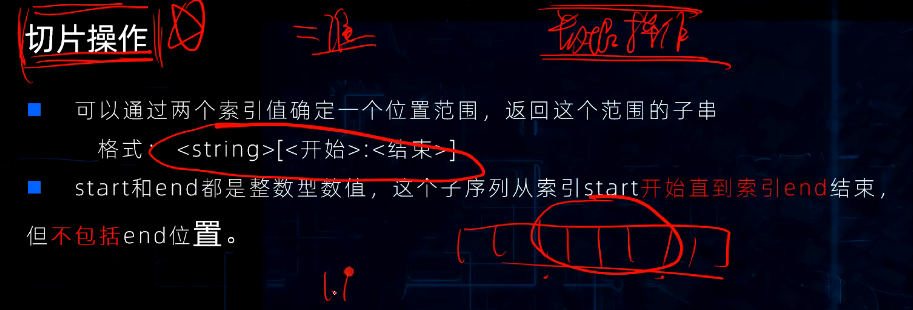 切片操作
可以通过两个索引值确定一个位置范围，返回这个范围的子串
格式： <string>[<开始>:<结束>]
start和end都是整数型数值，这个子序列从索引start开始直到索引end结束，
但不包括end位置。